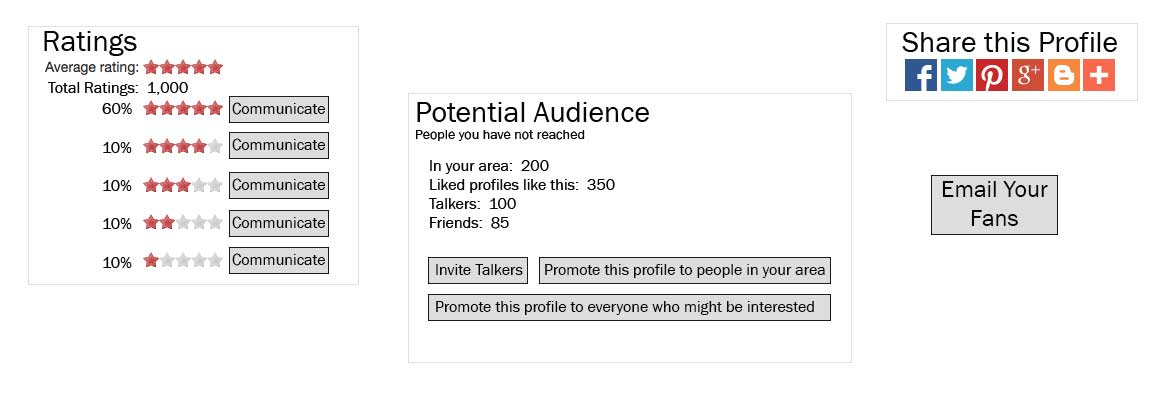 Ratings
Average rating:
Total Ratings: 1,000
60% Communicate
10% Communicate
10% Communicate
10% Communicate
10% Communicate
Potential Audience
People you have not reached
In your area: 200
Liked profiles like this: 350
Talkers: 100
Friends: 85
Invite Talkers Promote this profile to people in your area
Promote this profile to everyone who might be interested
Share this Profile
f g+ B +
Email Your
Fans